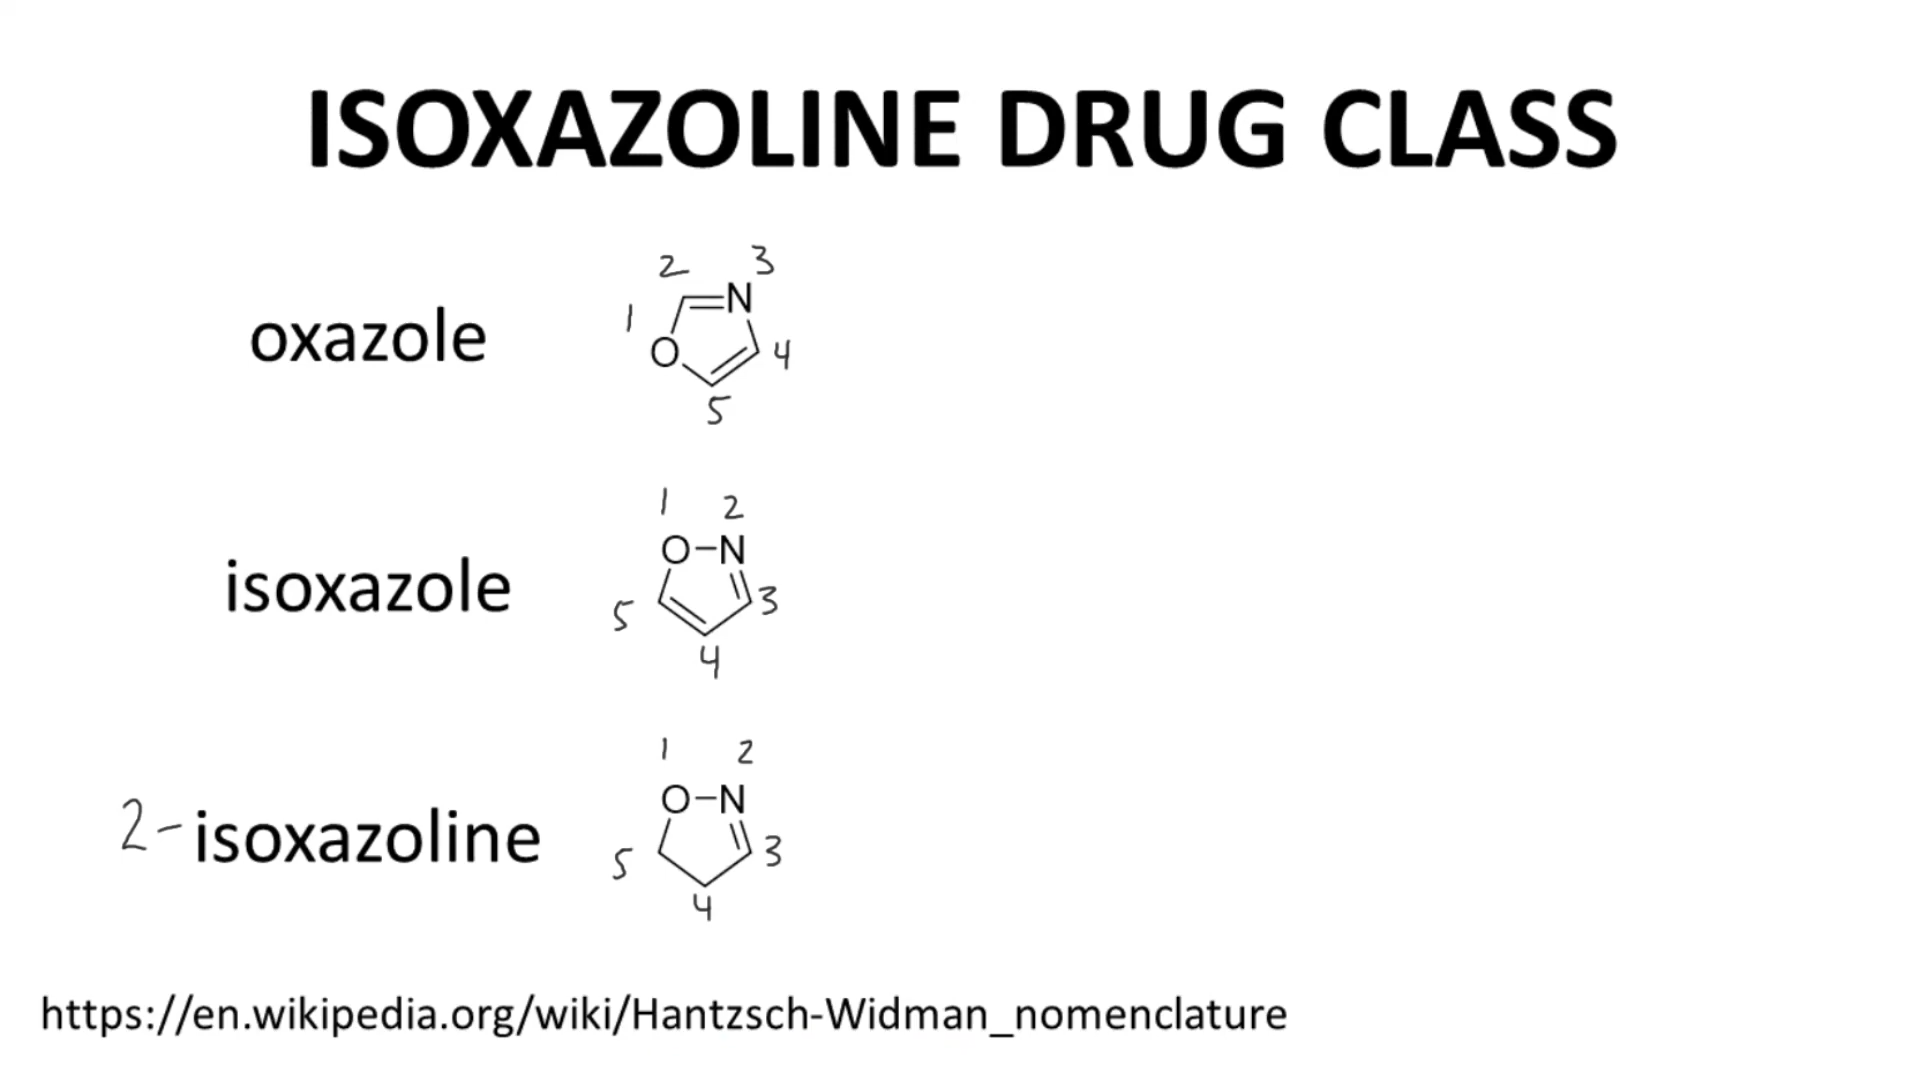 ISOXAZOLINE DRUG CLASS
2 3
1 N
oxazole O 4
5
1 2
O-N
isoxazole 5 3
4
1 2
O-N
2-isoxazoline 5 3
4
https://en.wikipedia.org/wiki/Hantzsch-Widman_nomenclature